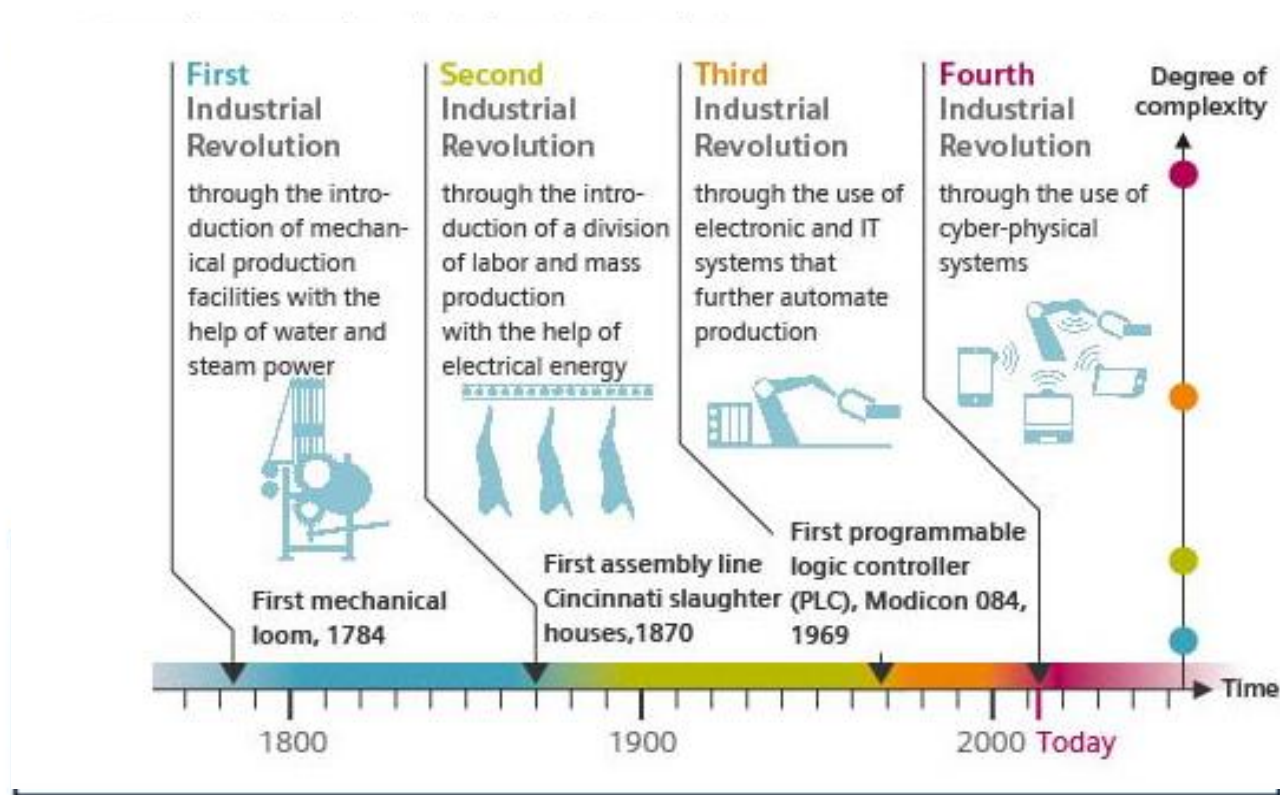 First
Industrial
Revolution
through the intro-
duction of mechan-
ical production
facilities with the
help of water and
steam power
First mechanical
loom, 1784
Second
Industrial
Revolution
through the intro-
duction of a division
of labor and mass
production
with the help of
electrical energy
First assembly line
Cincinnati slaughter
houses,1870
Third
Industrial
Revolution
through the use of
electronic and IT
systems that
further automate
production
First programmable
logic controller
(PLC), Modicon 084,
1969
Fourth
Industrial
Revolution
through the use of
cyber-physical
systems
Degree of
complexity
Time
1800
1900
2000
Today